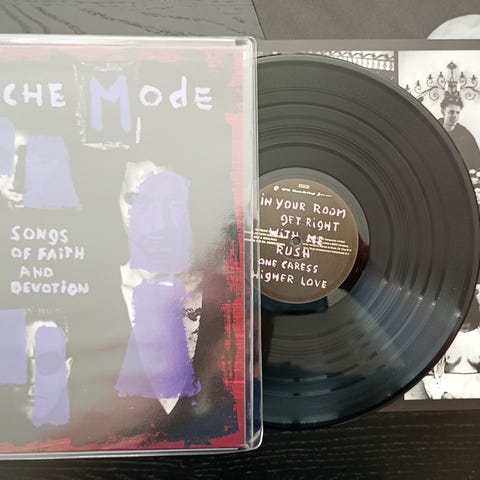 CHE MODE
SONGS
OF FAITH
AND
DEVOTION
IN YOUR ROOM
GET RIGHT
WITH ME
RUSH
ONE CARESS
HIGHER LOVE